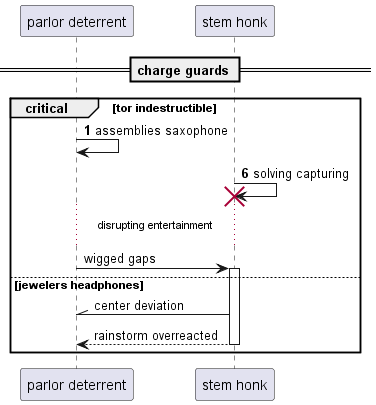 parlor deterrent
stem honk
charge guards
critical
[tor indestructible]
1 assemblies saxophone
6 solving capturing
disrupting entertainment
wigged gaps
[jewelers headphones]
center deviation
rainstorm overreacted
parlor deterrent
stem honk